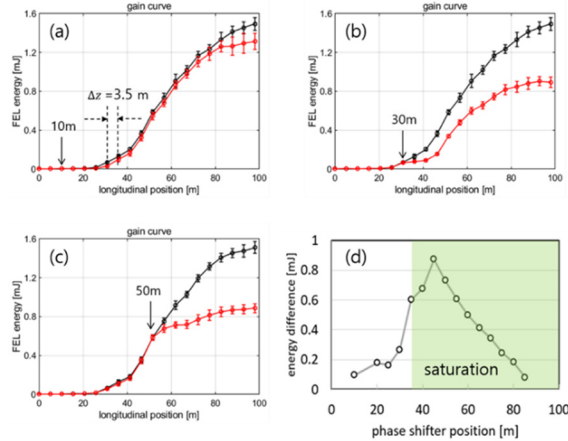 gain curve
(a)
Δz = 3.5 m
10m
FEL energy [mJ]
1.6
1.2
0.8
0.4
0
0 20 40 60 80 100
longitudinal position [m]
gain curve
(b)
30m
FEL energy [mJ]
1.6
1.2
0.8
0.4
0
0 20 40 60 80 100
longitudinal position [m]
gain curve
(c)
50m
FEL energy [mJ]
1.6
1.2
0.8
0.4
0
0 20 40 60 80 100
longitudinal position [m]
(d)
energy difference [mJ]
1
0.8
0.6
0.4
0.2
0
saturation
0 10 20 30 40 50 60 70 80 90 100
phase shifter position [m]